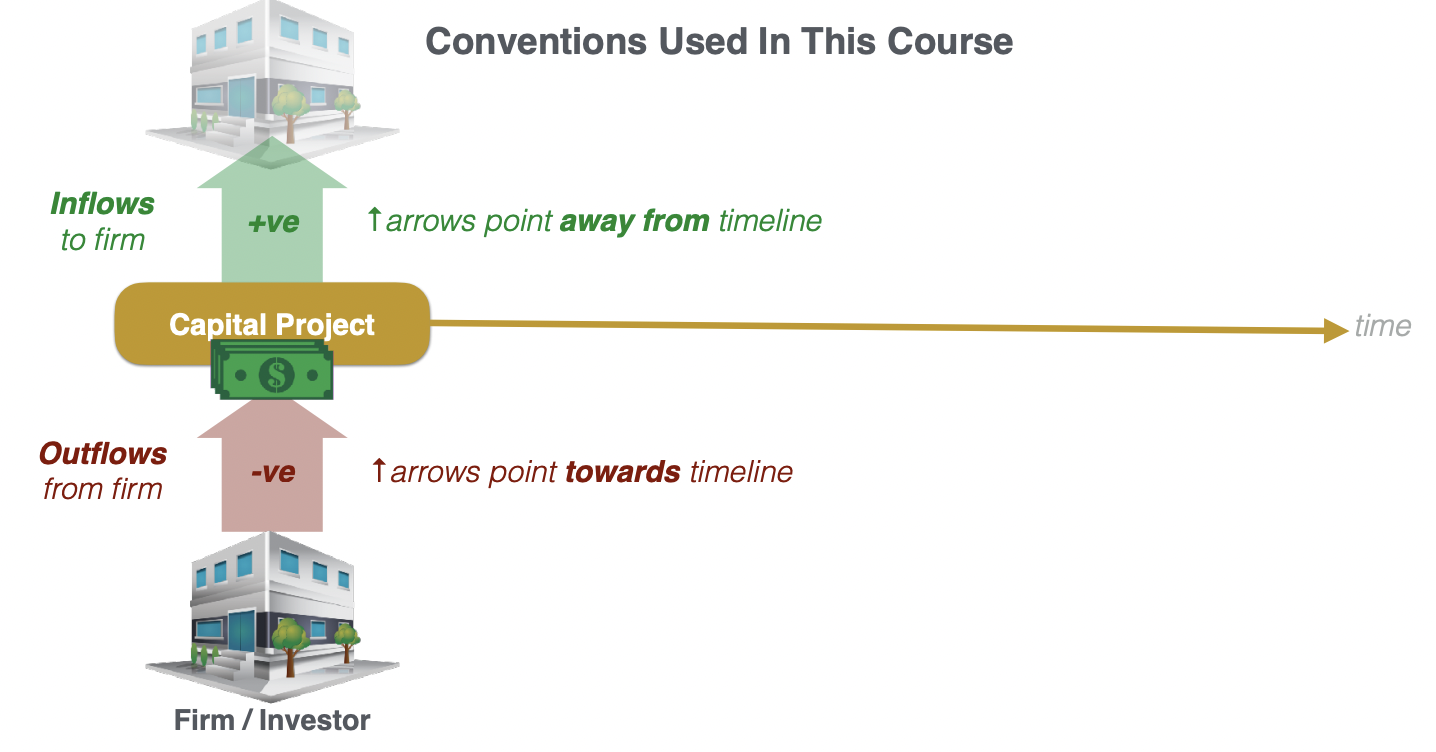 Conventions Used In This Course
Inflows
to firm
+ve
↑arrows point away from timeline
Capital Project
time
$
Outflows
from firm
-ve
↑arrows point towards timeline
Firm / Investor